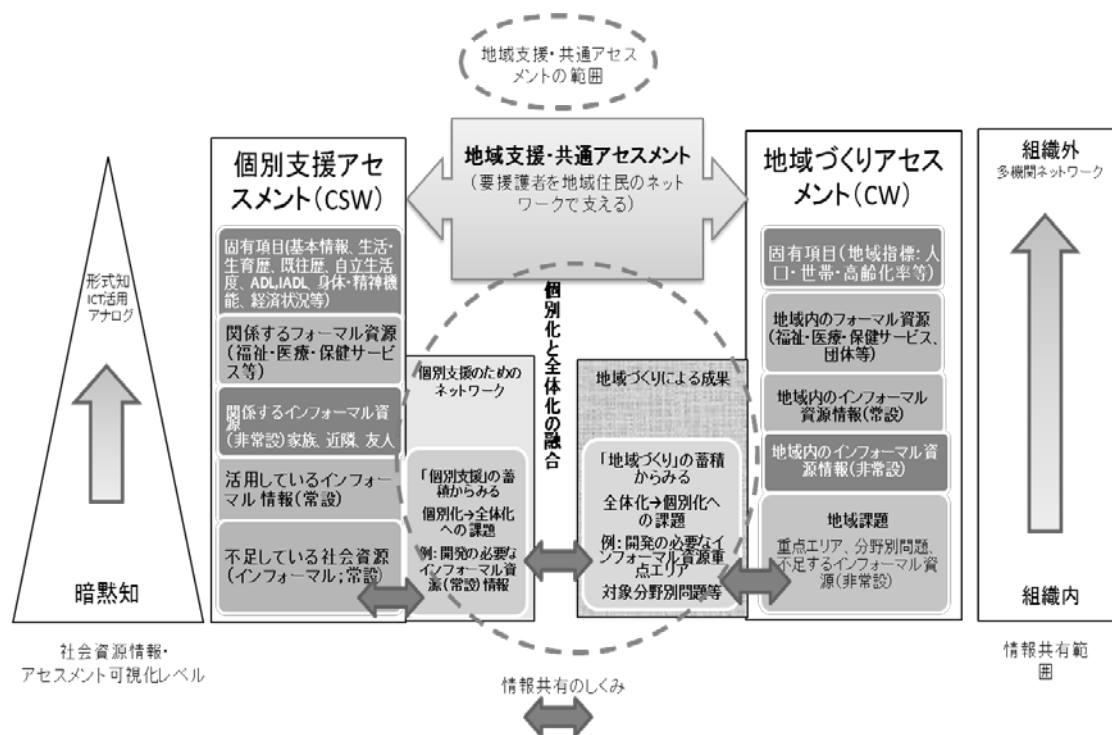 地域支援・共通アセス
メントの範囲
形式知
ICT活用
アナログ
暗黙知
社会資源情報・
アセスメント可視化レベル
個別支援アセ
スメント(CSW)
固有項目(基本情報、生活・
生育歴、既往歴、自立生活
度、ADL,IADL、身体・精神機
能、経済状況等)
関係するフォーマル資源
(福祉・医療・保健サービ
ス等)
関係するインフォーマル資
源
(非常設)家族、近隣、友人
活用しているインフォー
マル情報(常設)
不足している社会資源
(インフォーマル;常設)
地域支援・共通アセスメント
(要援護者を地域住民のネット
ワークで支える)
個別化と全体化の融合
個別支援のための
ネットワーク
「個別支援」の蓄
積からみる
個別化→全体化
への課題
例:開発の必要な
インフォーマル資
源(常設)情報
地域づくりによる成果
「地域づくり」の蓄積
からみる
全体化→個別化へ
の課題
例:開発の必要なイ
ンフォーマル資源重
点エリア
対象分野別問題等
地域づくりアセス
メント(CW)
固有項目(地域指標:人
口・世帯・高齢化率等)
地域内のフォーマル資源
(福祉・医療・保健サービス、
団体等)
地域内のインフォーマル
資源情報(常設)
地域内のインフォーマル資
源情報(非常設)
地域課題
重点エリア、分野別問題、
不足するインフォーマル資
源(非常設)
組織外
多機関ネットワーク
組織内
情報共有範
囲
情報共有のしくみ